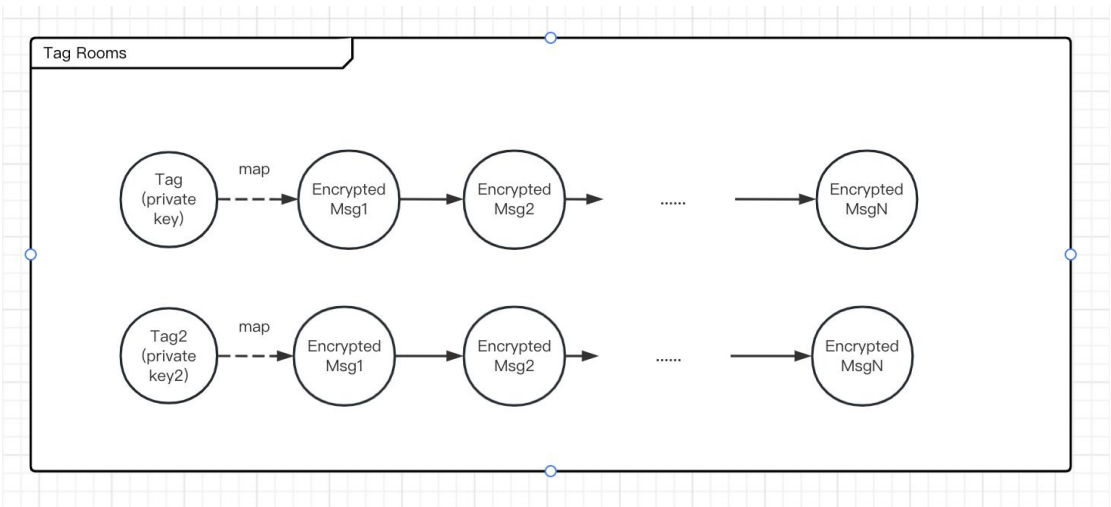 Tag Rooms
map
Tag
(private
key)
Encrypted
Msg1
Encrypted
Msg2
......
Encrypted
MsgN
map
Tag2
(private
key2)
Encrypted
Msg1
Encrypted
Msg2
......
Encrypted
MsgN